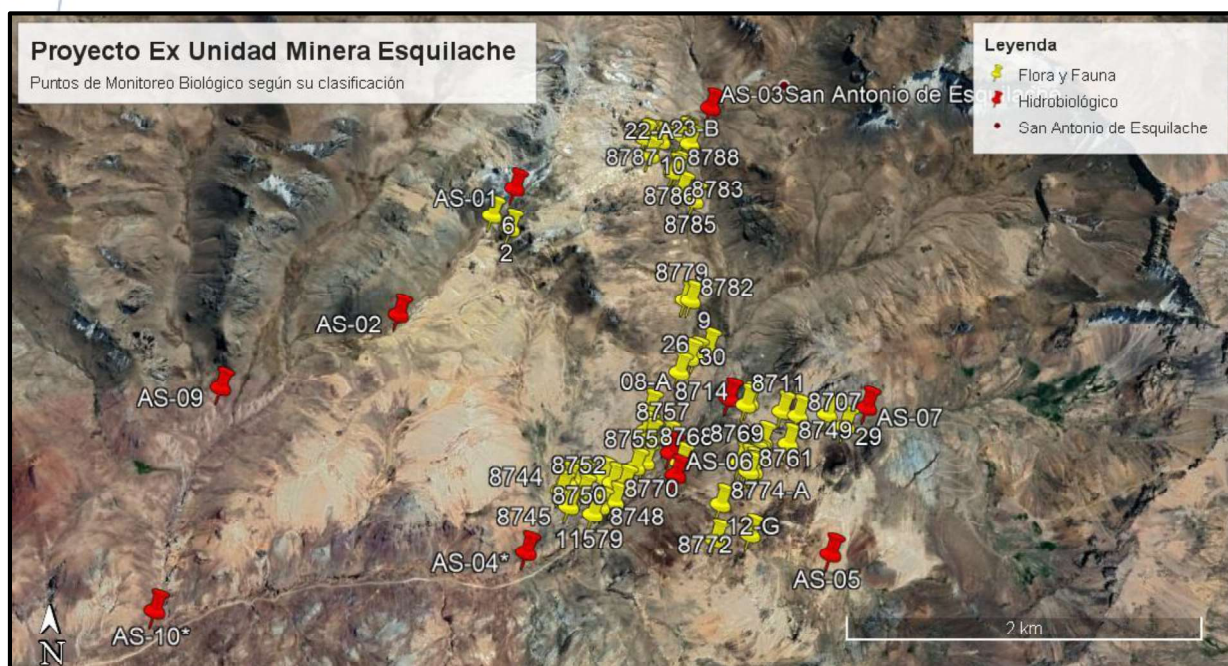 Proyecto Ex Unidad Minera Esquilache
Puntos de Monitoreo Biológico según su clasificación
Leyenda
Flora y Fauna
Hidrobiológico
San Antonio de Esquilache
AS-03
San Antonio de Esquilache
22-A
23-B
8787
10
8788
8786
8783
8785
AS-01
6
2
8779
8782
9
AS-02
26
30
AS-09
08-A
8714
8711
8707
AS-07
8757
8755
8768
8769
8749
29
AS-06
8761
8744
8752
8750
8770
8774-A
8745
8748
11579
12-G
8772
AS-04*
AS-05
AS-10*
2 km
N